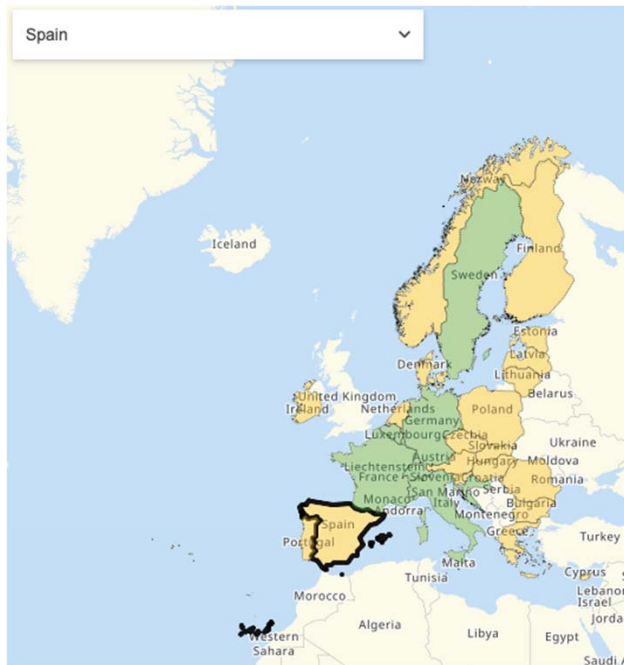 Spain
Norway
Iceland
Finland
Sweden
Estonia
Denmark
Latvia
Lithuania
Belarus
United Kingdom
Ireland
Netherlands
Poland
Germany
Luxembourg
Czechia
Ukraine
Slovakia
Austria
Moldova
Liechtenstein
Hungary
France
Slovenia
Croatia
Romania
Serbia
San Marino
Monaco
Italy
Bulgaria
Andorra
Montenegro
Spain
Greece
Turkey
Portugal
Malta
Cyprus
Tunisia
Lebanon
Morocco
Israel
Algeria
Libya
Egypt
Jorda
Western
Sahara
Saudi A